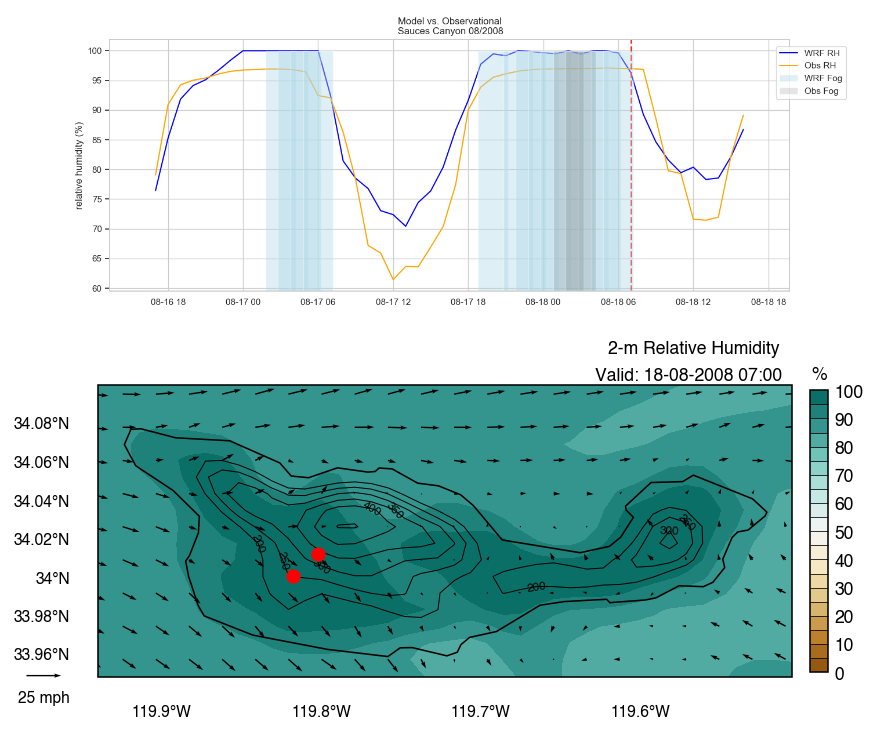 Model vs. Observational
Sauces Canyon 08/2008
relative humidity (%)
100
95
90
85
80
75
70
65
60
08-16 18
08-17 00
08-17 06
08-17 12
08-17 18
08-18 00
08-18 06
08-18 12
08-18 18
WRF RH
Obs RH
WRF Fog
Obs Fog
2-m Relative Humidity
Valid: 18-08-2008 07:00
%
34.08°N
34.06°N
34.04°N
34.02°N
34°N
33.98°N
33.96°N
25 mph
119.9°W
119.8°W
119.7°W
119.6°W
400
200
300
200
100
90
80
70
60
50
40
30
20
10
0